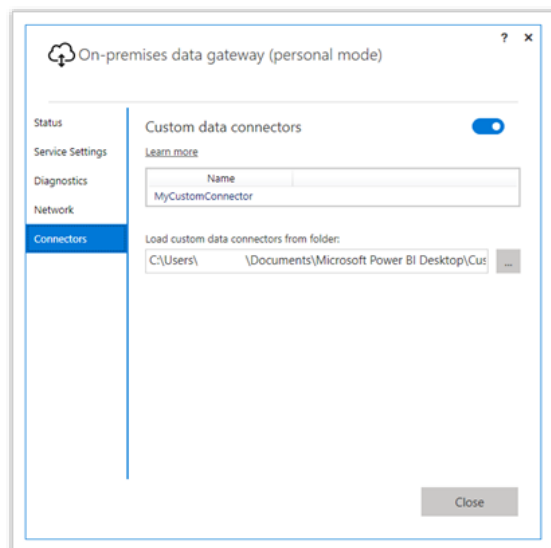 ? ×
On-premises data gateway (personal mode)
Status
Service Settings
Diagnostics
Network
Connectors
Custom data connectors
Learn more
Name
MyCustomConnector
Load custom data connectors from folder:
C:\Users\ \Documents\Microsoft Power BI Desktop\Cus
...
Close